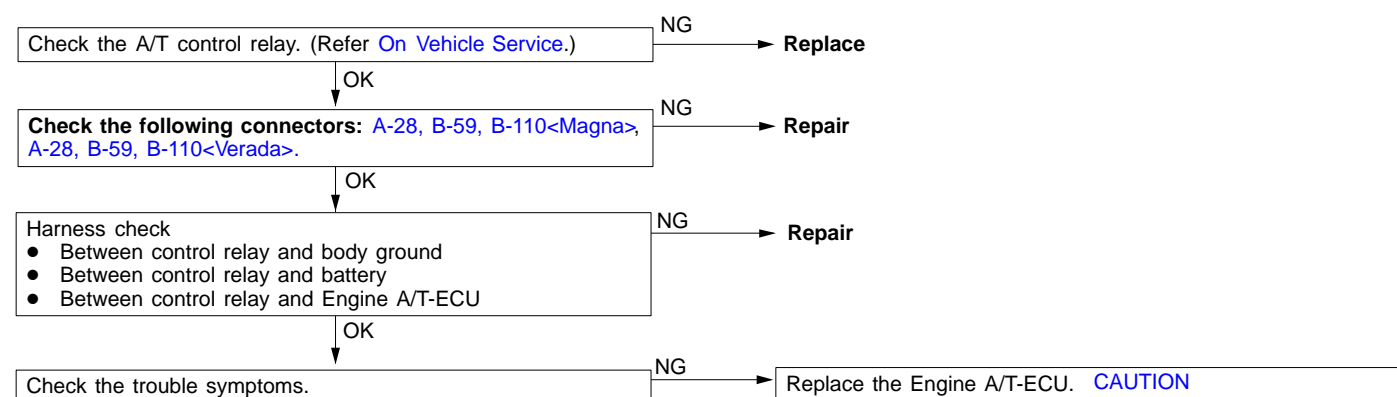 NG
Check the A/T control relay. (Refer On Vehicle Service.)
Replace
OK
NG
Check the following connectors: A-28, B-59, B-110<Magna>,
A-28, B-59, B-110<Verada>.
Repair
OK
NG
Harness check
● Between control relay and body ground
● Between control relay and battery
● Between control relay and Engine A/T-ECU
Repair
OK
NG
Check the trouble symptoms.
Replace the Engine A/T-ECU. CAUTION